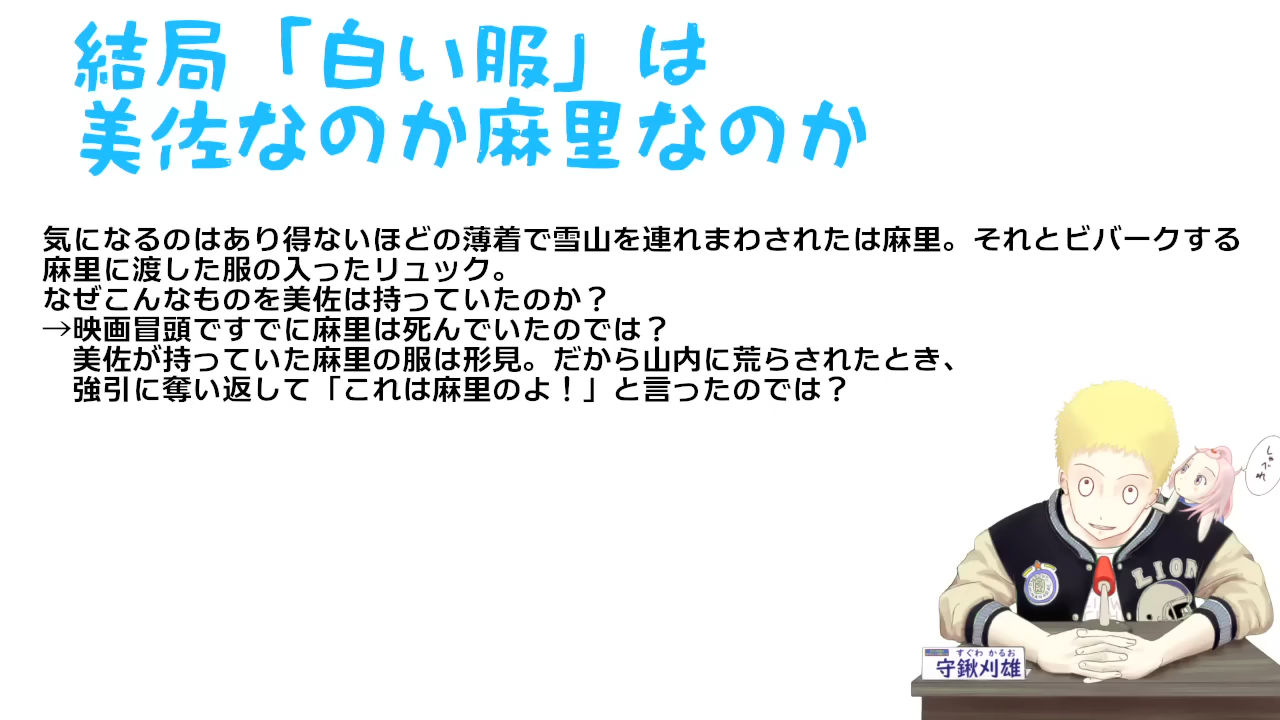 結局「白い服」は
美佐なのか麻里なのか
気になるのはあり得ないほどの薄着で雪山を連れまわされたは麻里。それとビバークする
麻里に渡した服の入ったリュック。
なぜこんなものを美佐は持っていたのか？
→映画冒頭ですでに麻里は死んでいたのでは？
美佐が持っていた麻里の服は形見。だから山内に荒らされたとき、
強引に奪い返して「これは麻里のよ！」と言ったのでは？
しゃべれ
LION
すぐわ かるお
守鍬刈雄